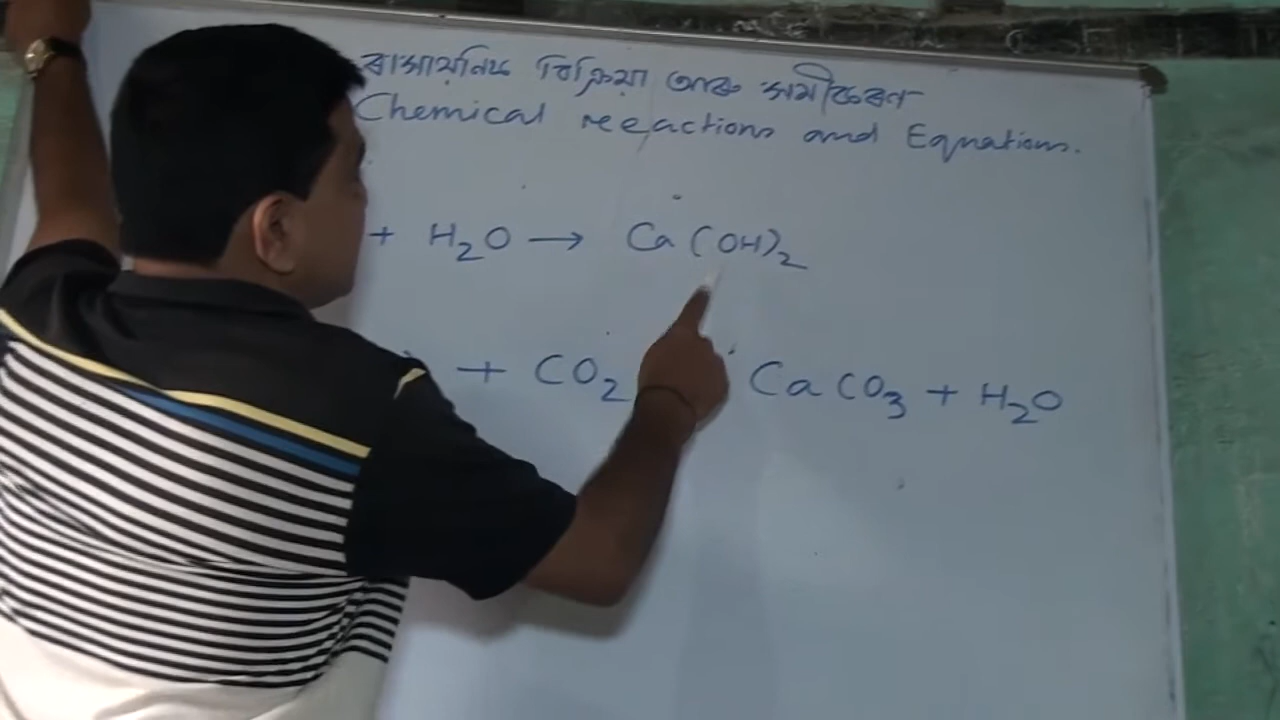 ৰাসায়নিক বিক্ৰিয়া আৰু সমীকৰণ
Chemical reeactions and Equations.
+ H₂O → Ca(OH)₂
+ CO₂ CaCO₃ + H₂O